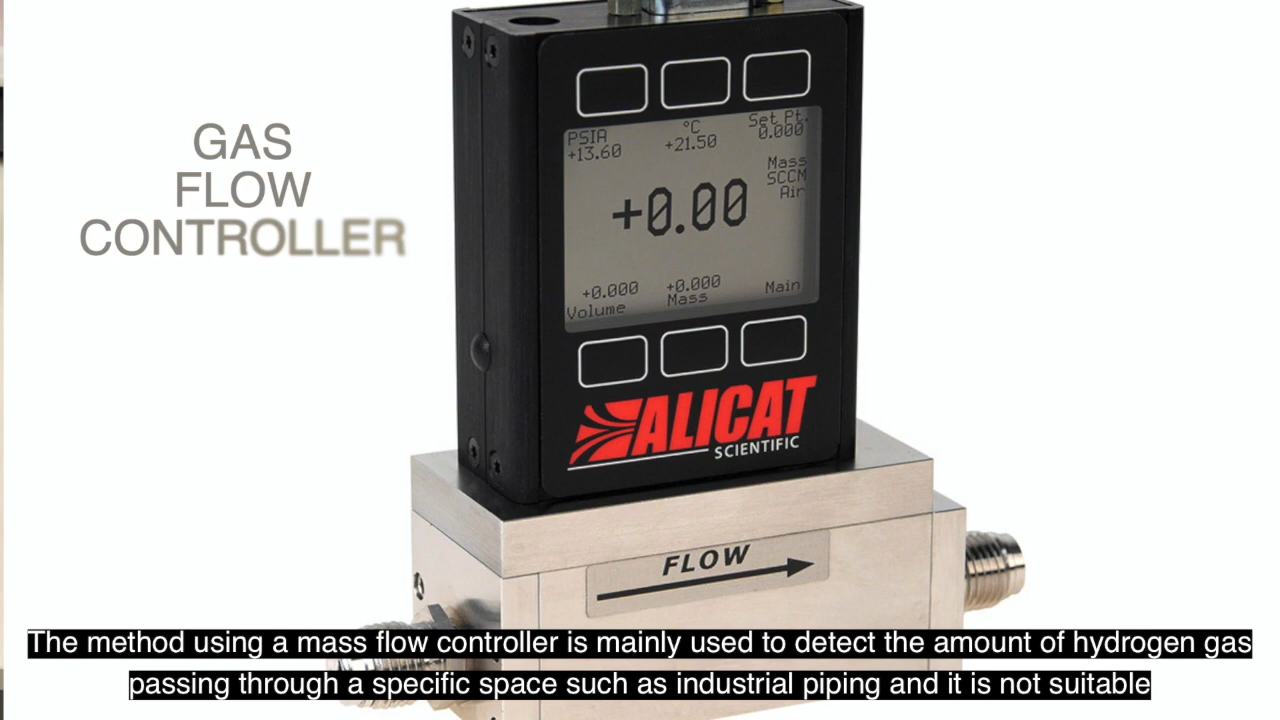 GAS
FLOW
CONTROLLER
PSIA °C Set Pt.
+13.60 +21.50 0.000
Mass
SCCM
Air
+0.00
+0.000 +0.000 Main
Volume Mass
ALICAT
SCIENTIFIC
FLOW
The method using a mass flow controller is mainly used to detect the amount of hydrogen gas
passing through a specific space such as industrial piping and it is not suitable